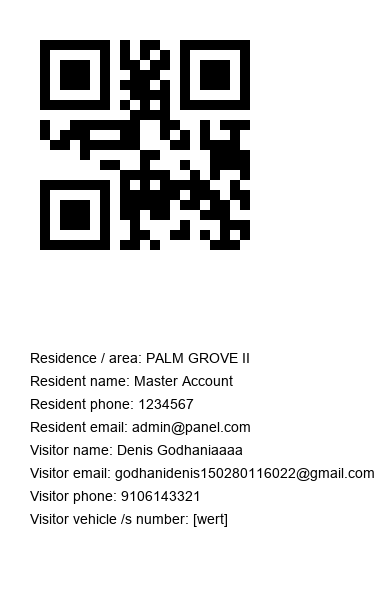 Residence / area: PALM GROVE II
Resident name: Master Account
Resident phone: 1234567
Resident email: admin@panel.com
Visitor name: Denis Godhaniaaaa
Visitor email: godhanidenis150280116022@gmail.com
Visitor phone: 9106143321
Visitor vehicle /s number: [wert]